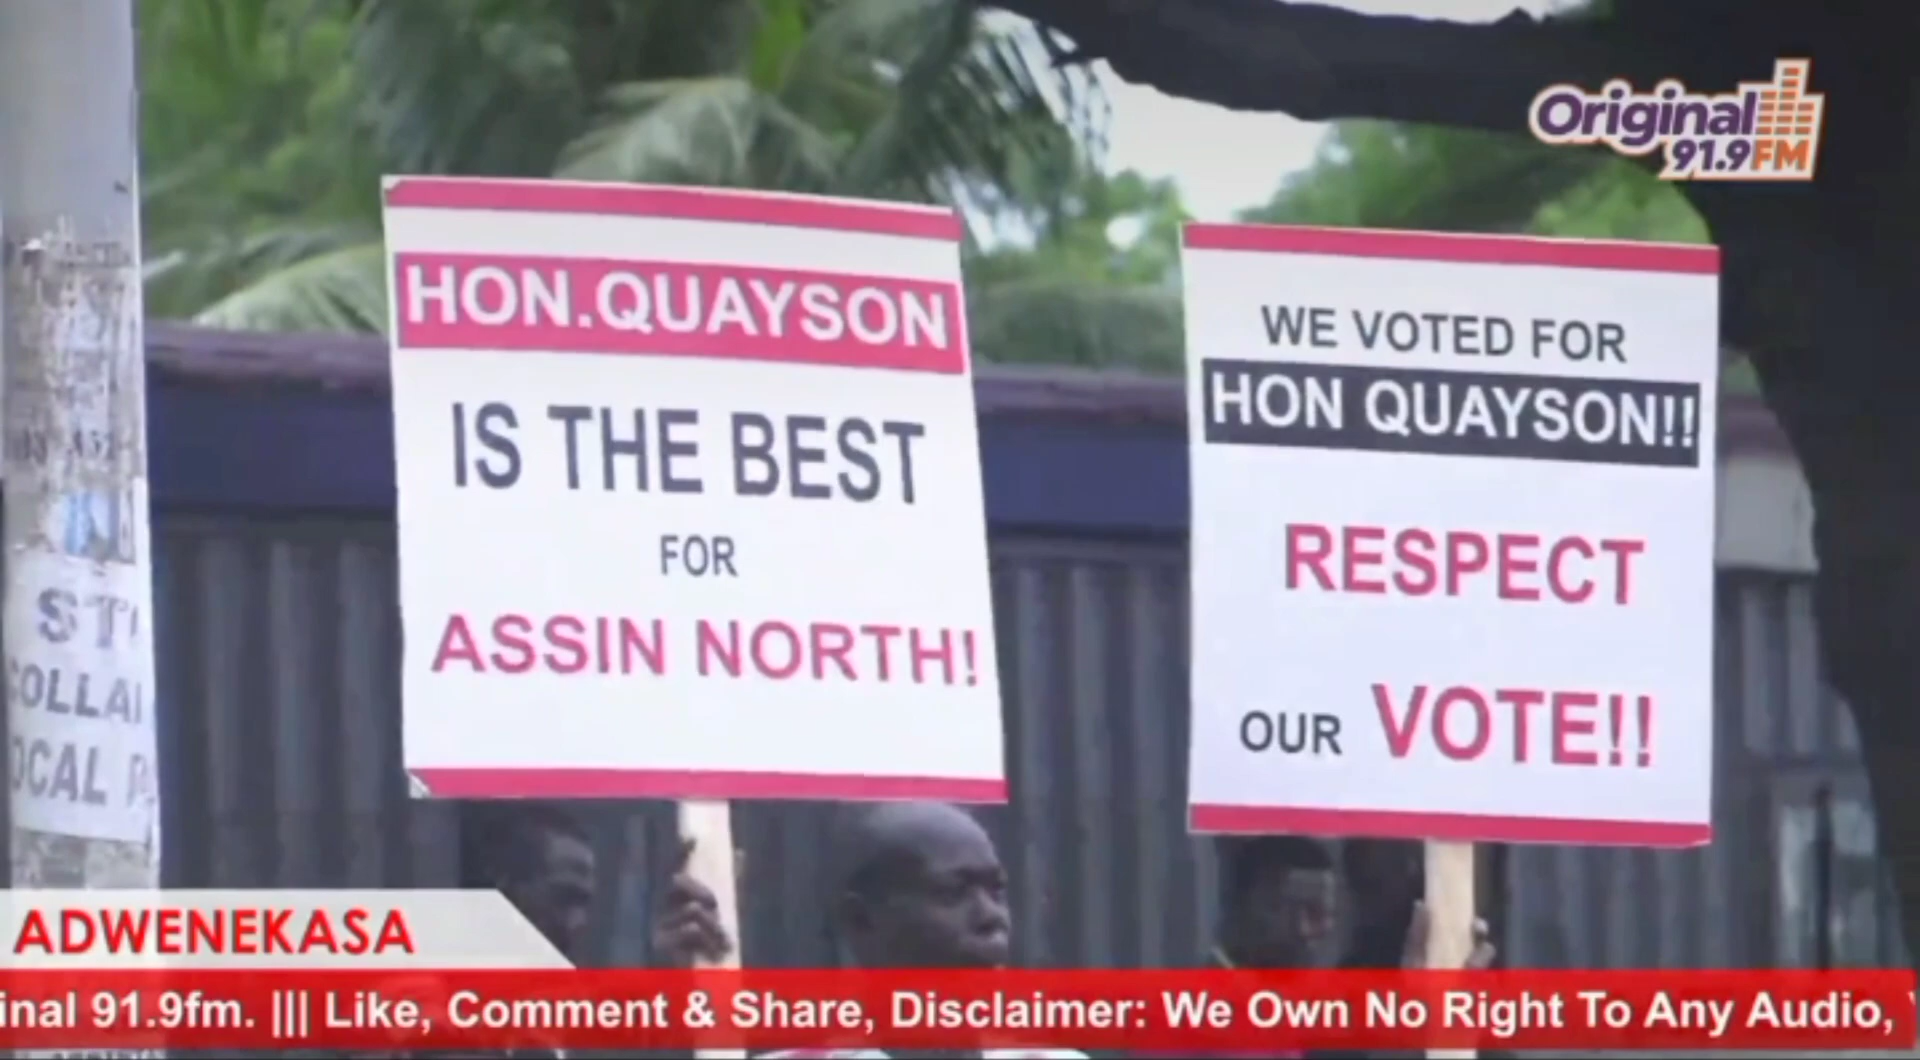 Original
91.9FM
HON.QUAYSON
IS THE BEST
FOR
ASSIN NORTH!
WE VOTED FOR
HON QUAYSON!!
RESPECT
OUR VOTE!!
ADWENEKASA
inal 91.9fm. ||| Like, Comment & Share, Disclaimer: We Own No Right To Any Audio,